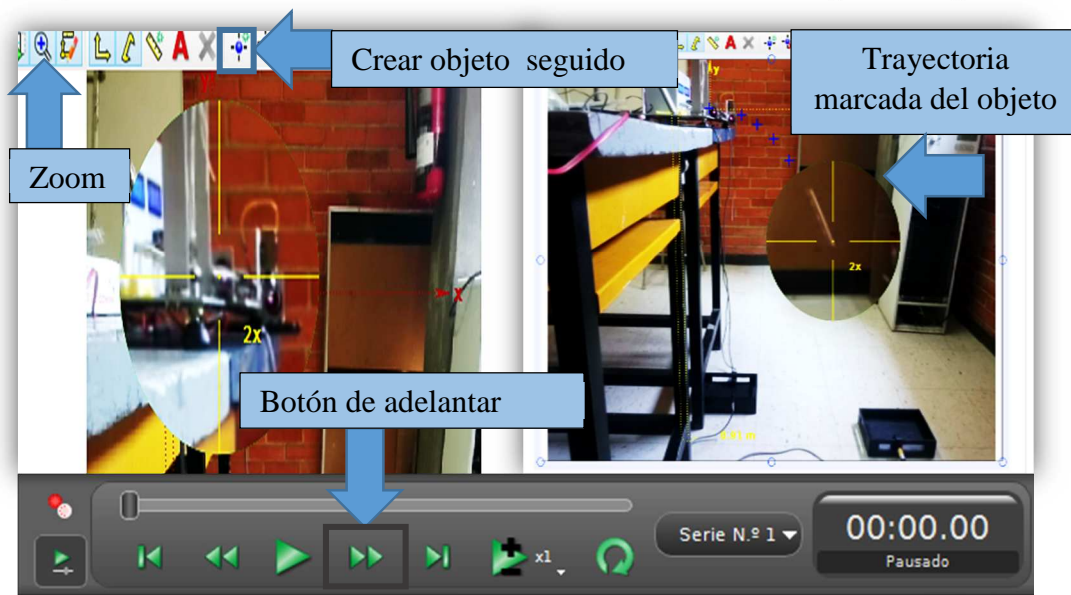 Crear objeto seguido
Trayectoria
marcada del objeto
Zoom
y
y
x
2x
2x
Botón de adelantar
Serie N.º 1
00:00.00
x1
Pausado